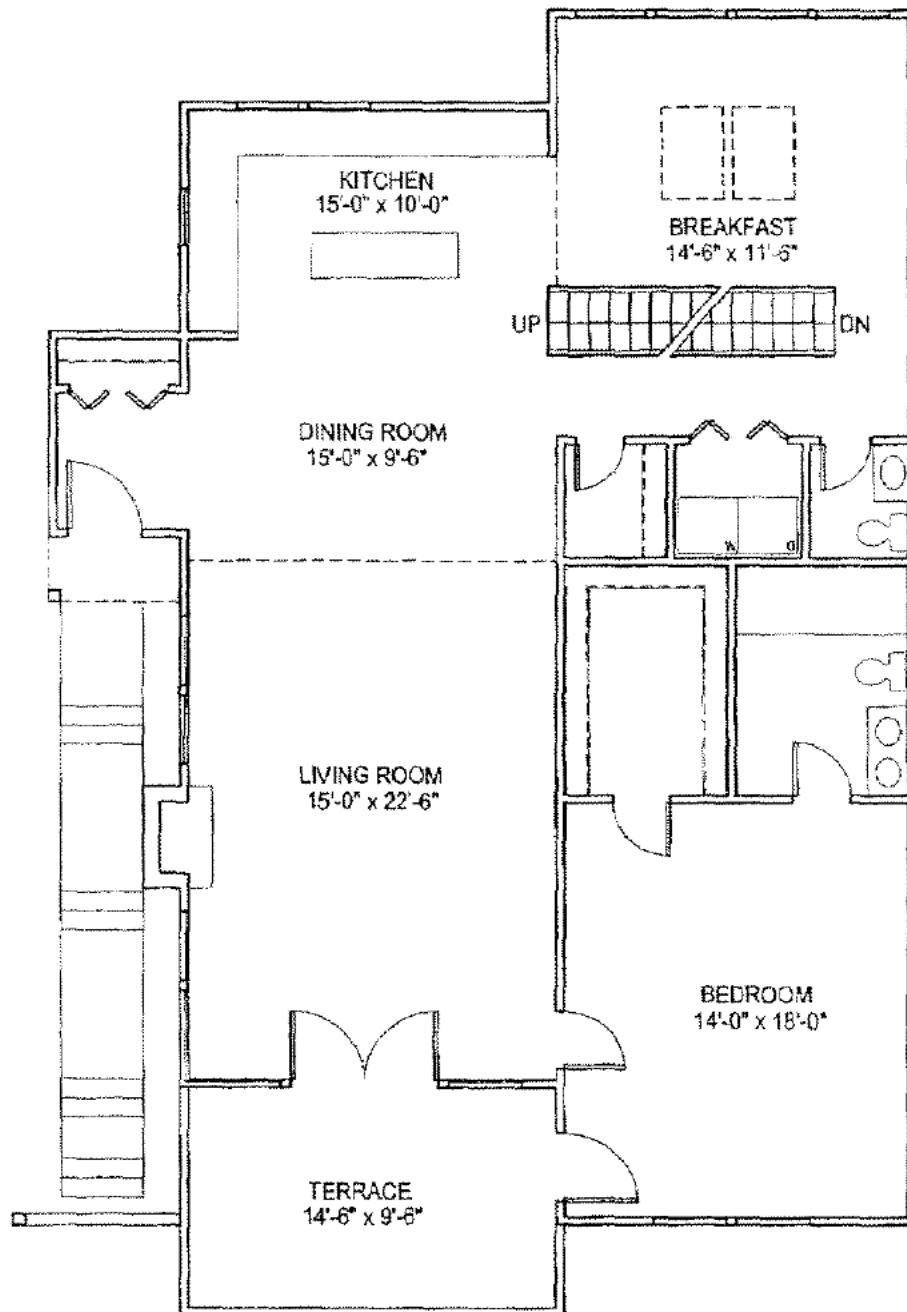 KITCHEN
15'-0" x 10'-0"
BREAKFAST
14'-6" x 11'-6"
UP
DN
DINING ROOM
15'-0" x 9'-6"
W
D
LIVING ROOM
15'-0" x 22'-6"
BEDROOM
14'-0" x 18'-0"
TERRACE
14'-6" x 9'-6"